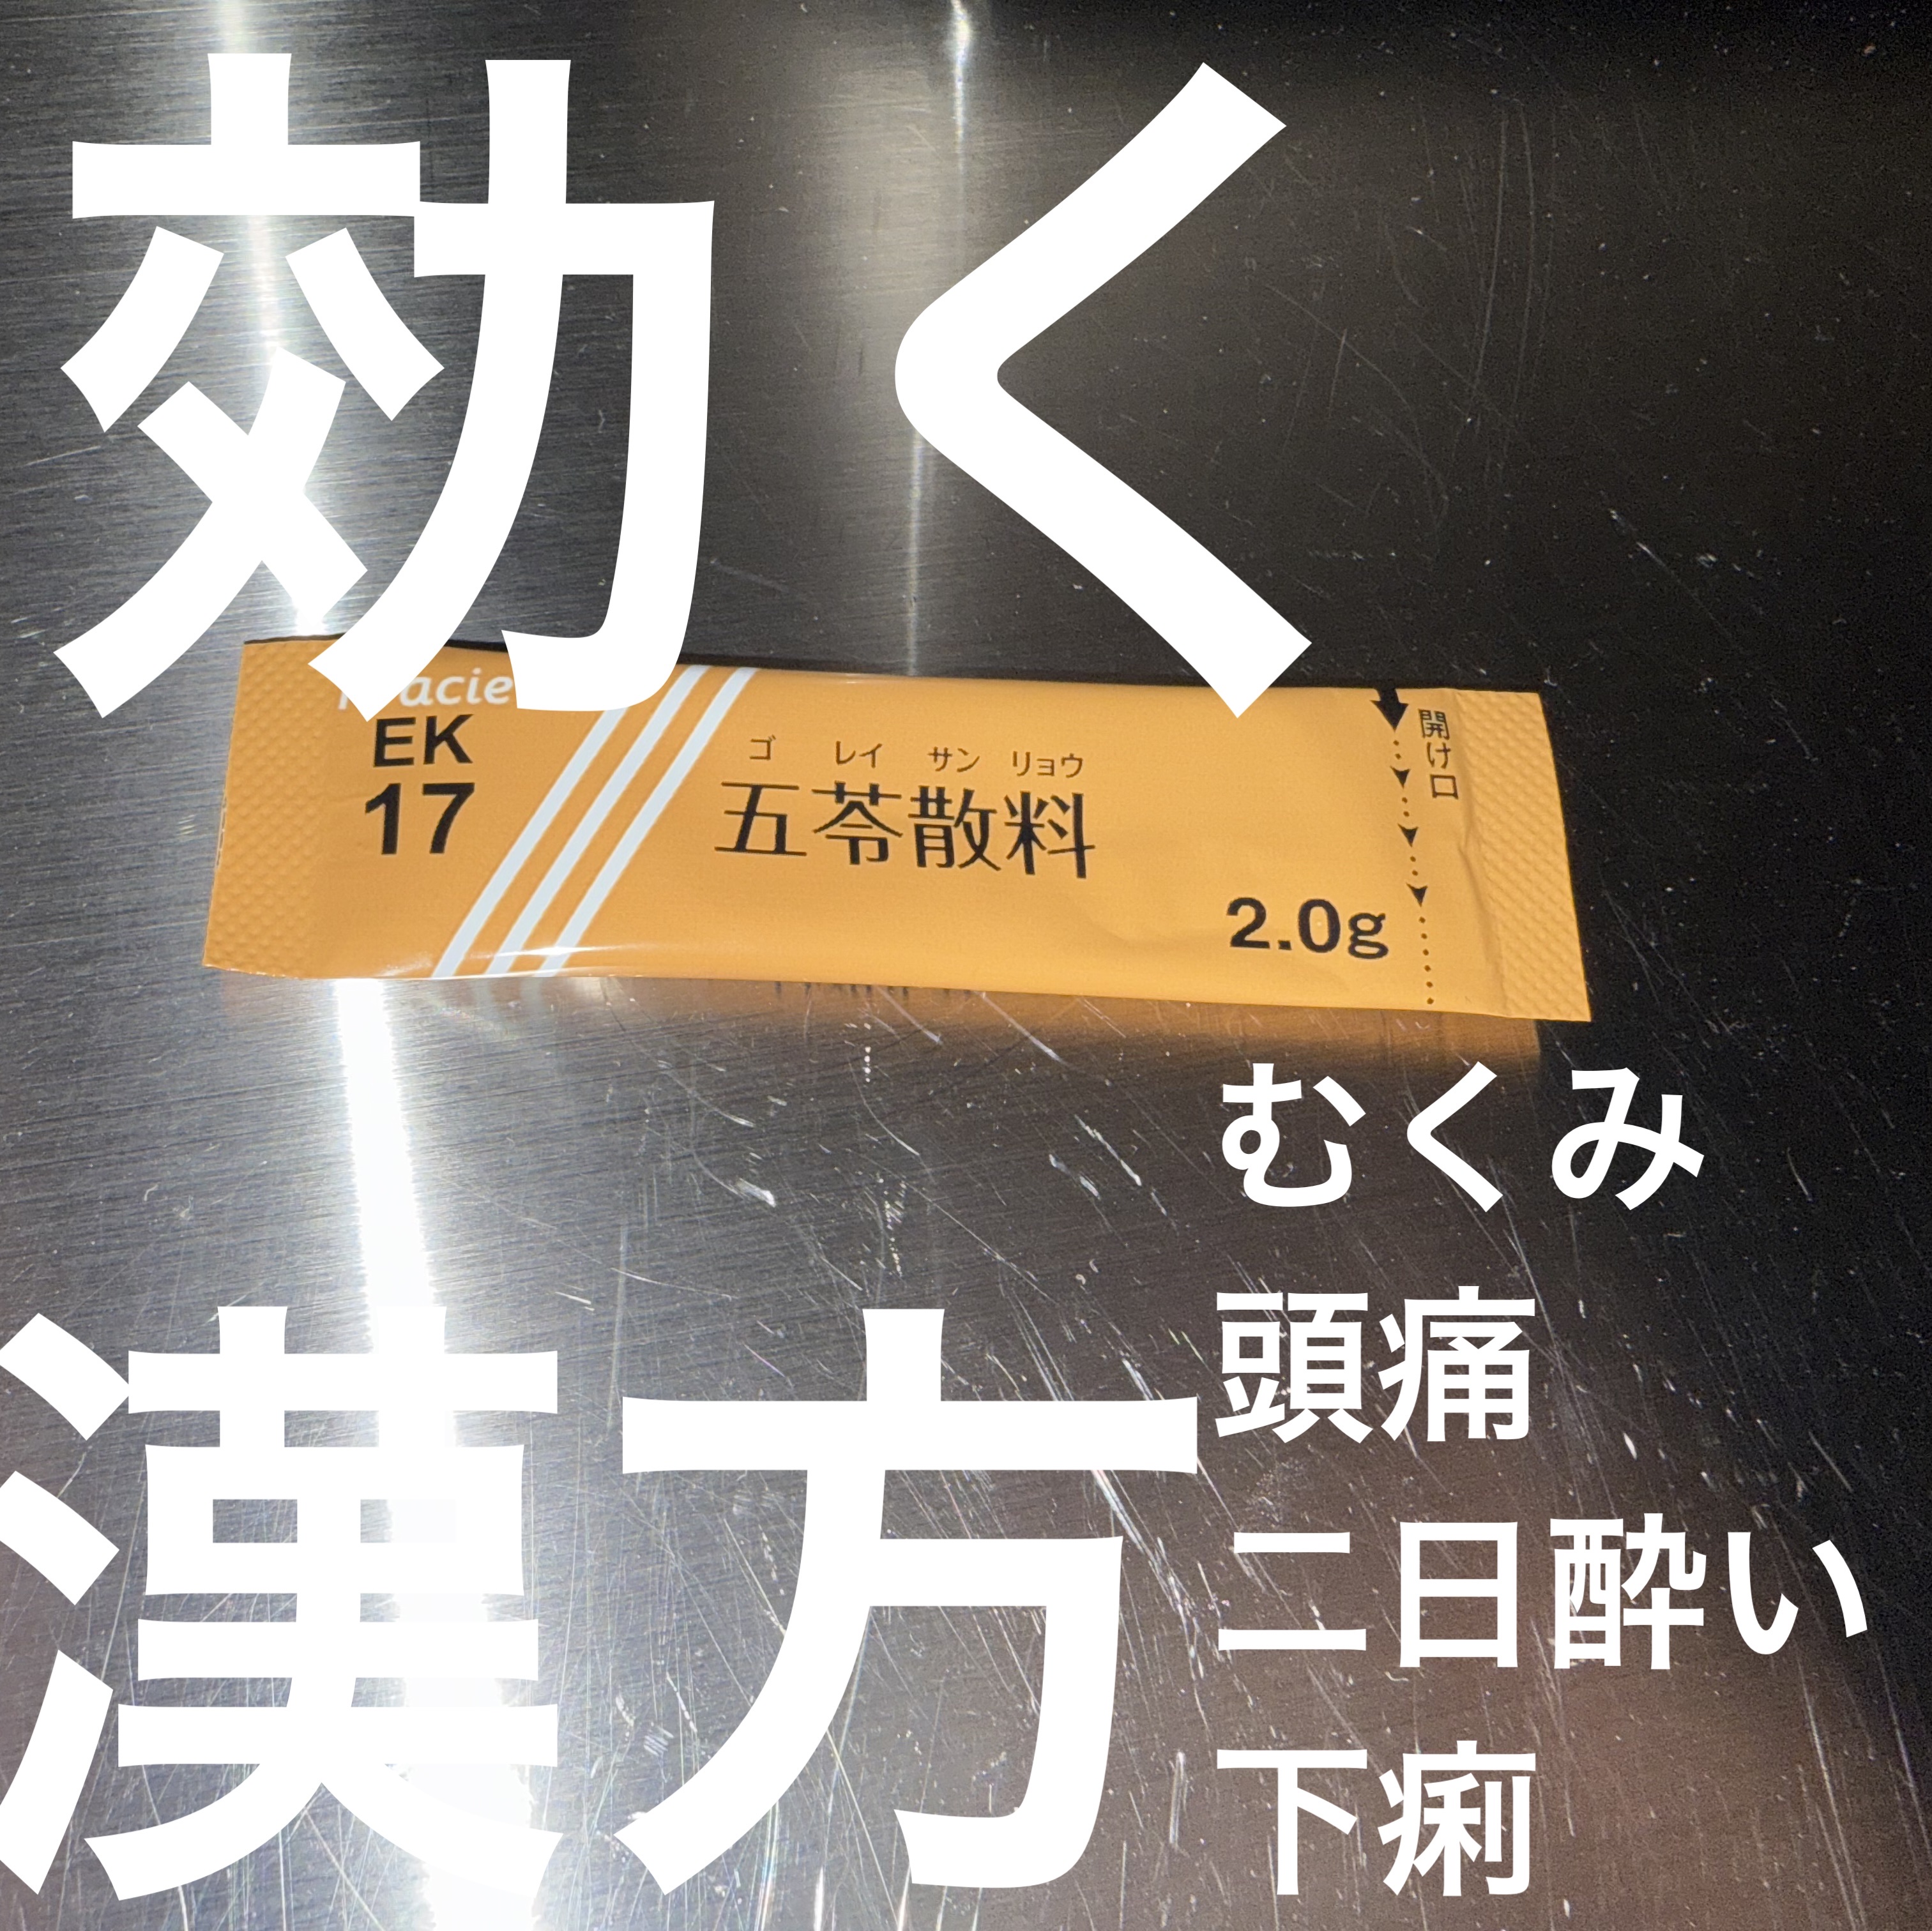 効く
EK
17
ゴレイサンリョウ
五苓散料
2.0g
開け口
むくみ
頭痛
二日酔い
下痢
漢方